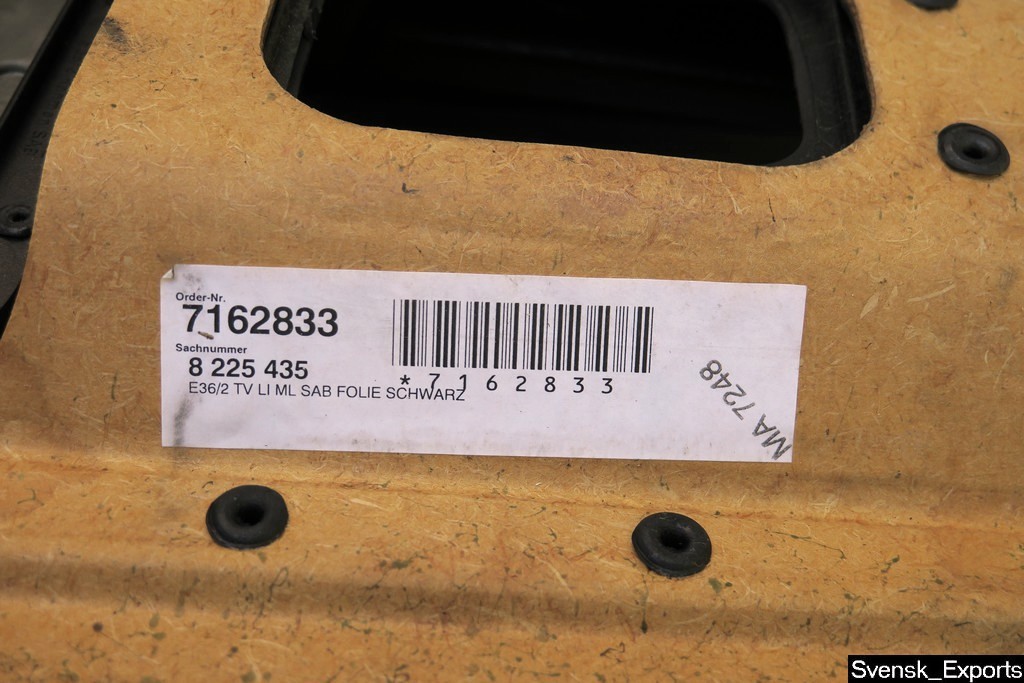 Order-Nr.
7162833
Sachnummer
8 225 435
*7162833
E36/2 TV LI ML SAB FOLIE SCHWARZ
MA 7248
Svensk_Exports